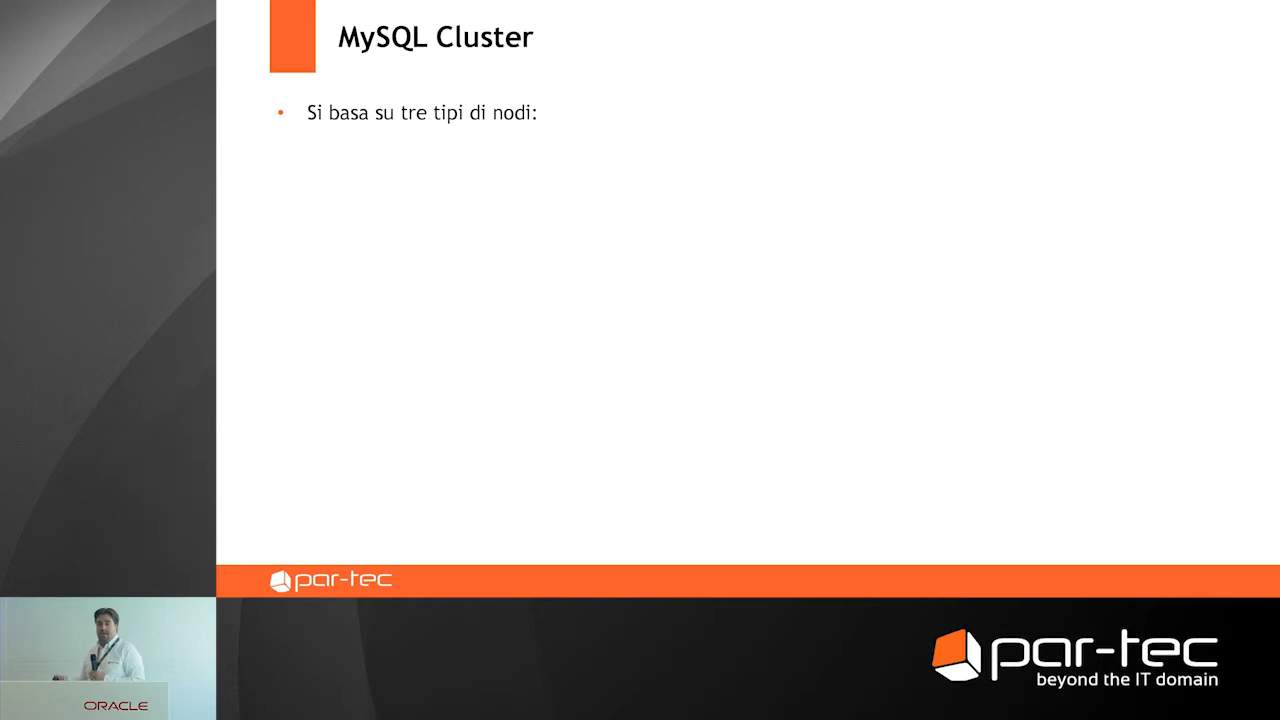 MySQL Cluster
• Si basa su tre tipi di nodi:
par-tec
ORACLE
par-tec
beyond the IT domain